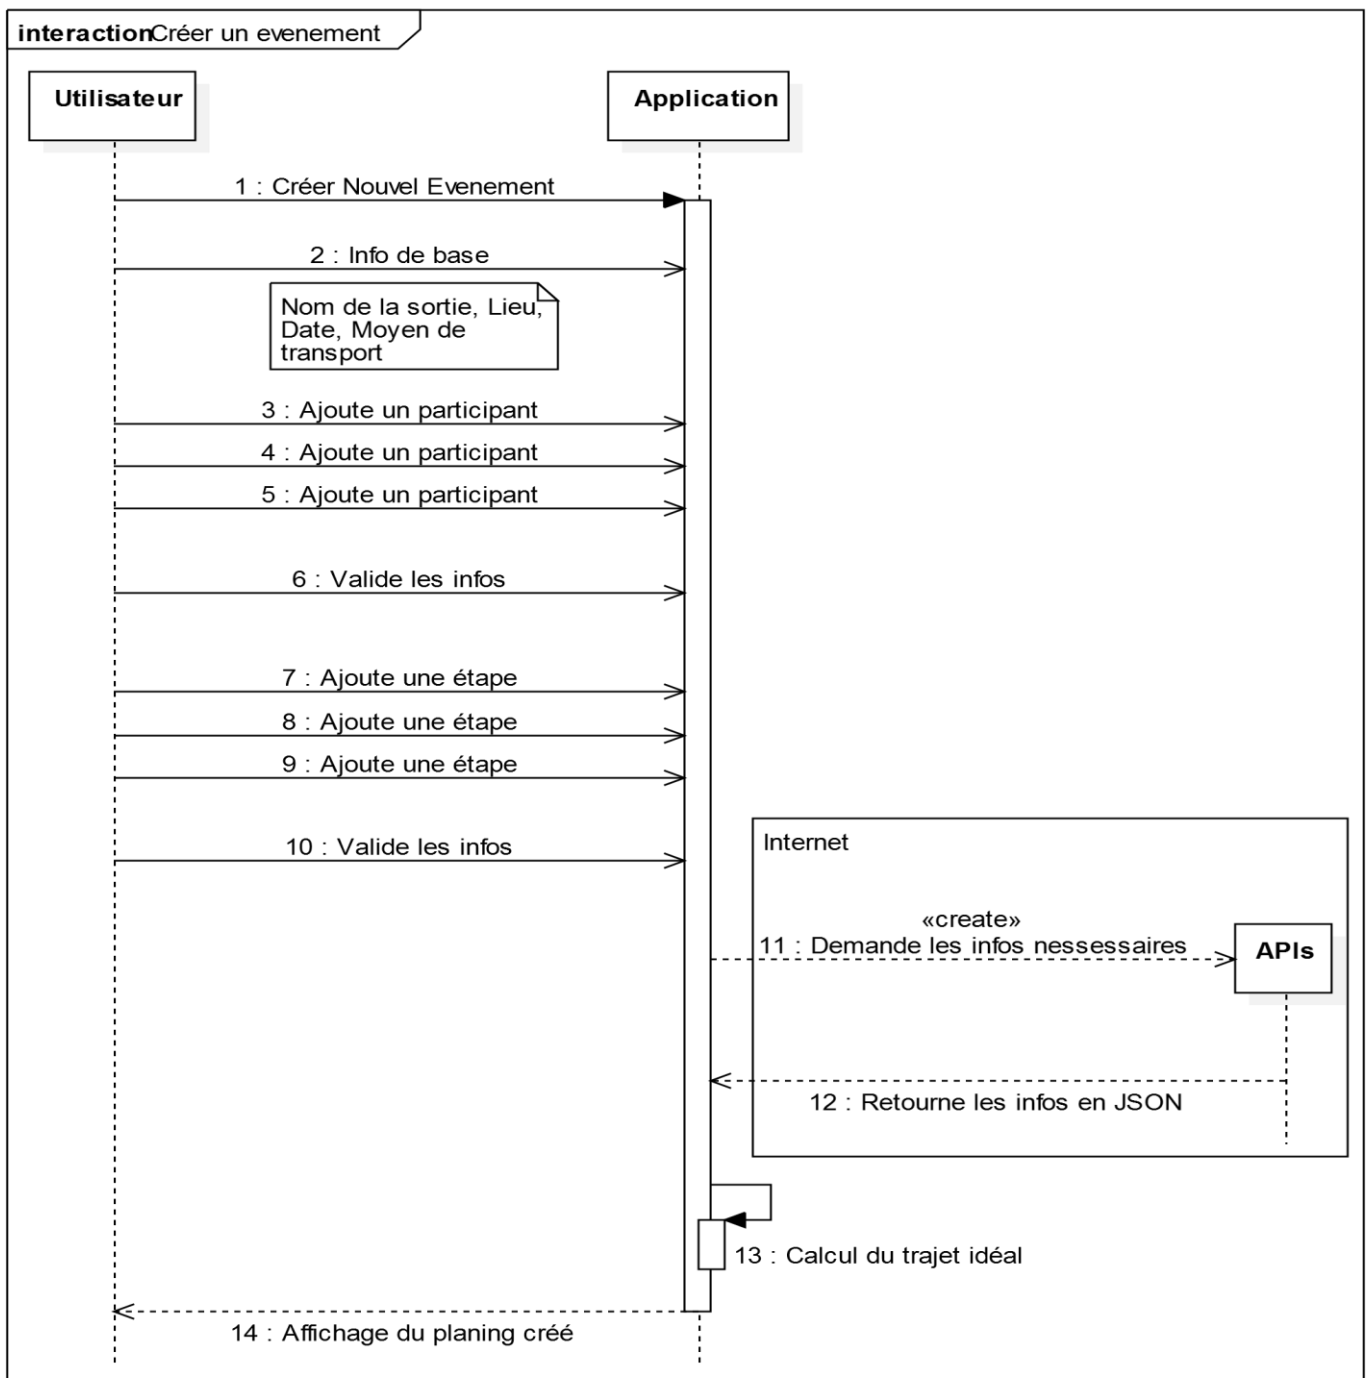 interaction Créer un evenement
Utilisateur
Application
1 : Créer Nouvel Evenement
2 : Info de base
Nom de la sortie, Lieu,
Date, Moyen de
transport
3 : Ajoute un participant
4 : Ajoute un participant
5 : Ajoute un participant
6 : Valide les infos
7 : Ajoute une étape
8 : Ajoute une étape
9 : Ajoute une étape
10 : Valide les infos
Internet
«create»
11 : Demande les infos nessessaires
APIs
12 : Retourne les infos en JSON
13 : Calcul du trajet idéal
14 : Affichage du planing créé